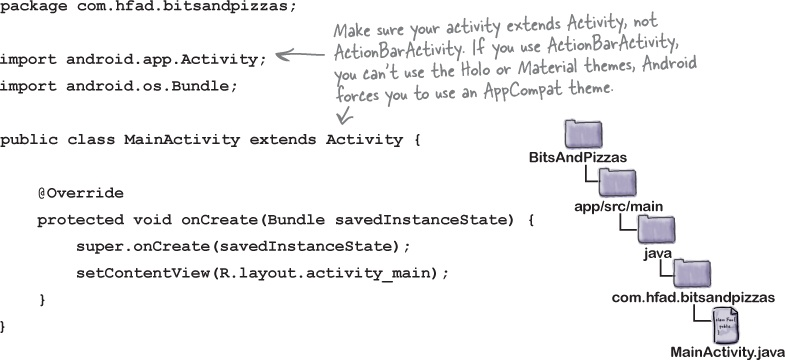 package com.hfad.bitsandpizzas;
import android.app.Activity;
import android.os.Bundle;
Make sure your activity extends Activity, not
ActionBarActivity. If you use ActionBarActivity,
you can't use the Holo or Material themes, Android
forces you to use an AppCompat theme.
public class MainActivity extends Activity {
@Override
protected void onCreate(Bundle savedInstanceState) {
super.onCreate(savedInstanceState);
setContentView(R.layout.activity_main);
}
}
BitsAndPizzas
app/src/main
java
com.hfad.bitsandpizzas
MainActivity.java